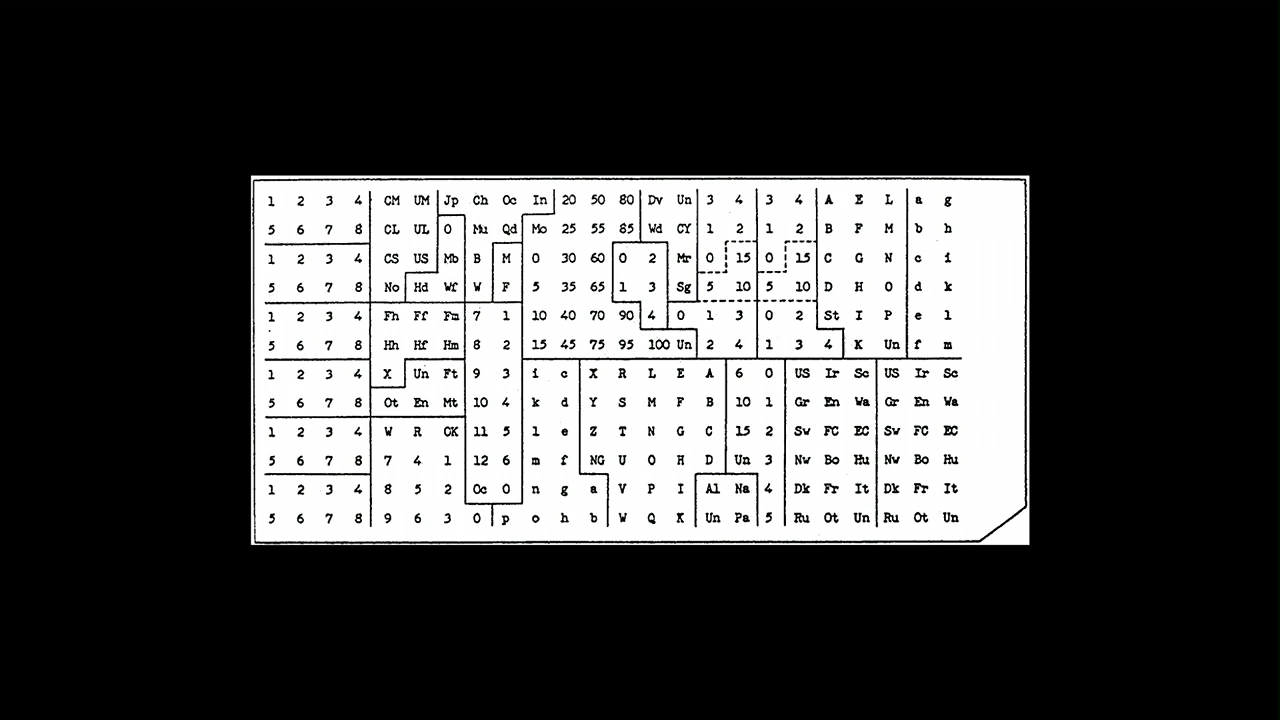 1 2 3 4 CM UM Jp Ch Oc In 20 50 80 Dv Un 3 4 3 4 A E L a g
5 6 7 8 CL UL O Mu Qd Mo 25 55 85 Wd CY 1 2 1 2 B F M b h
1 2 3 4 CS US Mb B M 0 30 60 0 2 Mr 0 15 0 15 C G N c i
5 6 7 8 No Hd Wf W F 5 35 65 1 3 Sg 5 10 5 10 D H O d k
1 2 3 4 Fh Ff Fm 7 1 10 40 70 90 4 0 1 3 0 2 St I P e l
5 6 7 8 Hh Hf Hm 8 2 15 45 75 95 100 Un 2 4 1 3 4 K Un f m
1 2 3 4 X Un Ft 9 3 i c X R L E A 6 0 US Ir Sc US Ir Sc
5 6 7 8 Ot En Mt 10 4 k d Y S M F B 10 1 Gr En Wa Gr En Wa
1 2 3 4 W R OK 11 5 l e Z T N G C 15 2 Sw FC EC Sw FC EC
5 6 7 8 7 4 1 12 6 m f NG U O H D Un 3 Nw Bo Hu Nw Bo Hu
1 2 3 4 8 5 2 Oc O n g a V P I Al Na 4 Dk Fr It Dk Fr It
5 6 7 8 9 6 3 0 p o h b W Q K Un Pa 5 Ru Ot Un Ru Ot Un